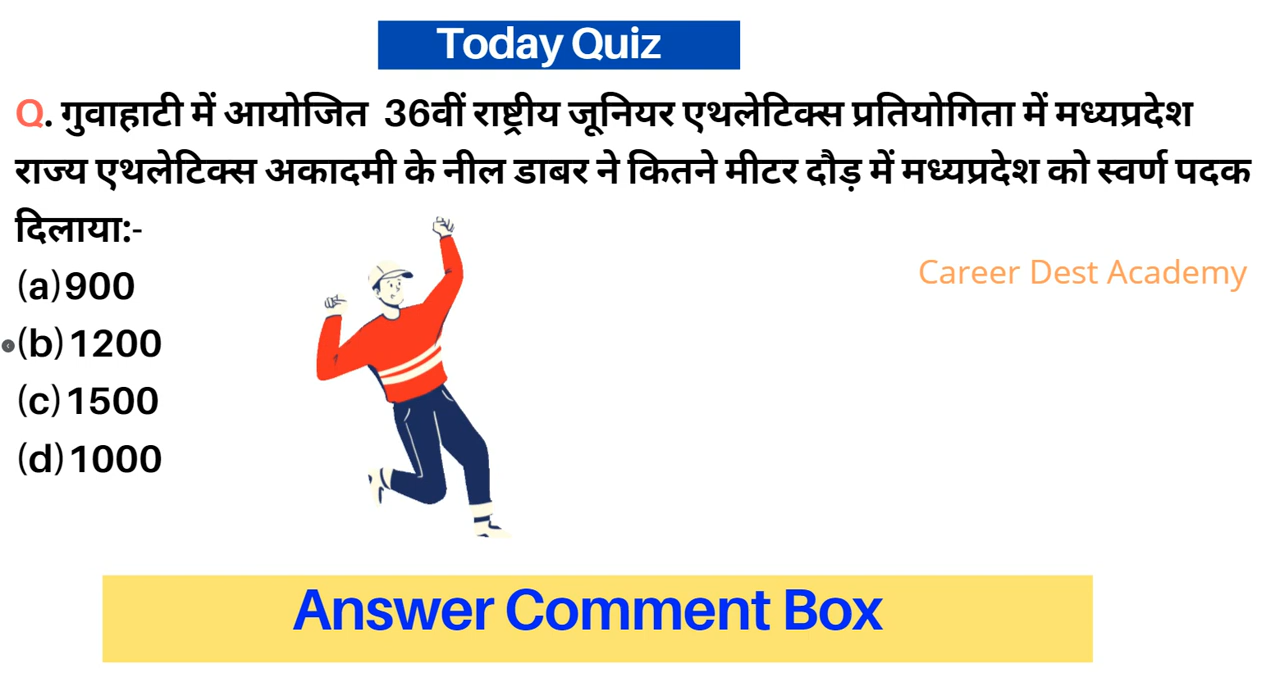 Today Quiz
Q. गुवाहाटी में आयोजित 36वीं राष्ट्रीय जूनियर एथलेटिक्स प्रतियोगिता में मध्यप्रदेश
राज्य एथलेटिक्स अकादमी के नील डाबर ने कितने मीटर दौड़ में मध्यप्रदेश को स्वर्ण पदक
दिलाया:-
Career Dest Academy
(a)900
(b)1200
(c)1500
(d)1000
Answer Comment Box